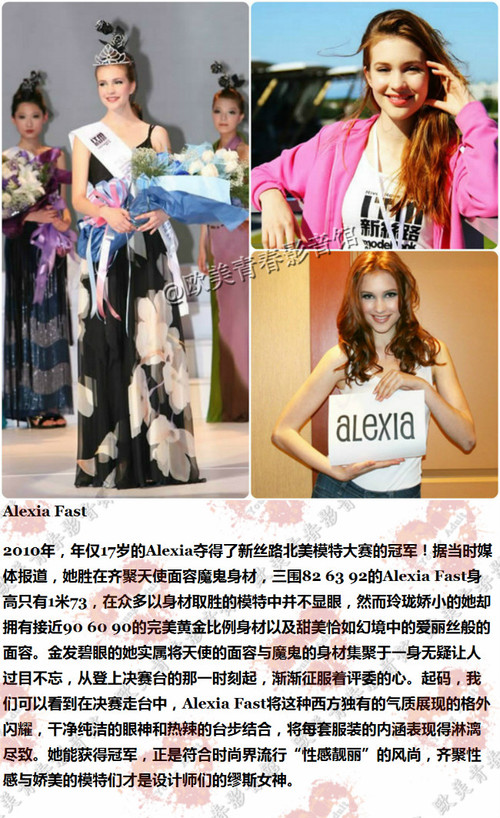 新丝路
model
@欧美青春影音馆
ALEXIA
Alexia Fast
2010年，年仅17岁的Alexia夺得了新丝路北美模特大赛的冠军！据当时媒
体报道，她胜在齐聚天使面容魔鬼身材，三围82 63 92的Alexia Fast身
高只有1米73，在众多以身材取胜的模特中并不显眼，然而玲珑娇小的她却
拥有接近90 60 90的完美黄金比例身材以及甜美恰如幻境中的爱丽丝般的
面容。金发碧眼的她实属将天使的面容与魔鬼的身材集聚于一身无疑让人
过目不忘，从登上决赛台的那一时刻起，渐渐征服着评委的心。起码，我
们可以看到在决赛走台中，Alexia Fast将这种西方独有的气质展现的格外
闪耀，干净纯洁的眼神和热辣的台步结合，将每套服装的内涵表现得淋漓
尽致。她能获得冠军，正是符合时尚界流行“性感靓丽”的风尚，齐聚性
感与娇美的模特们才是设计师们的缪斯女神。